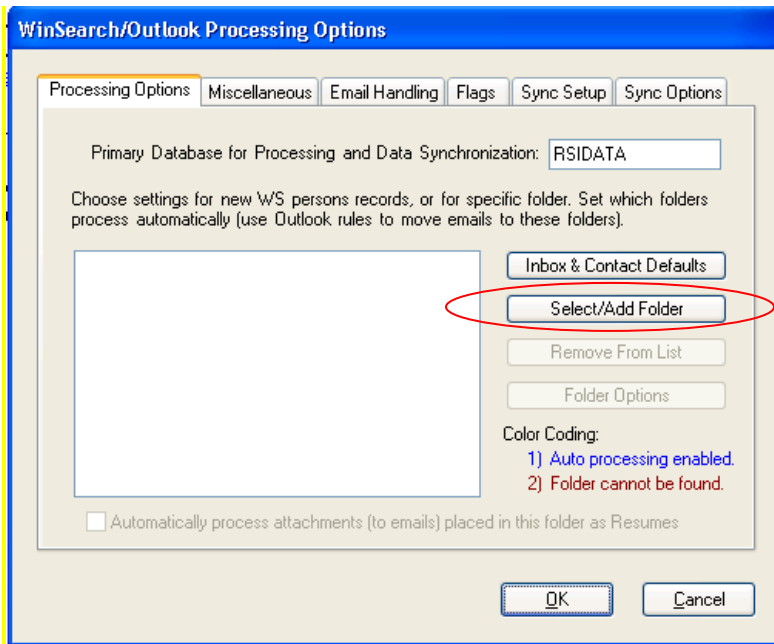 WinSearch/Outlook Processing Options
Processing Options Miscellaneous Email Handling Flags Sync Setup Sync Options
Primary Database for Processing and Data Synchronization: RSIDATA
Choose settings for new WS persons records, or for specific folder. Set which folders
process automatically (use Outlook rules to move emails to these folders).
Inbox & Contact Defaults
Select/Add Folder
Remove From List
Folder Options
Color Coding:
1) Auto processing enabled.
2) Folder cannot be found.
Automatically process attachments (to emails) placed in this folder as Resumes
OK Cancel